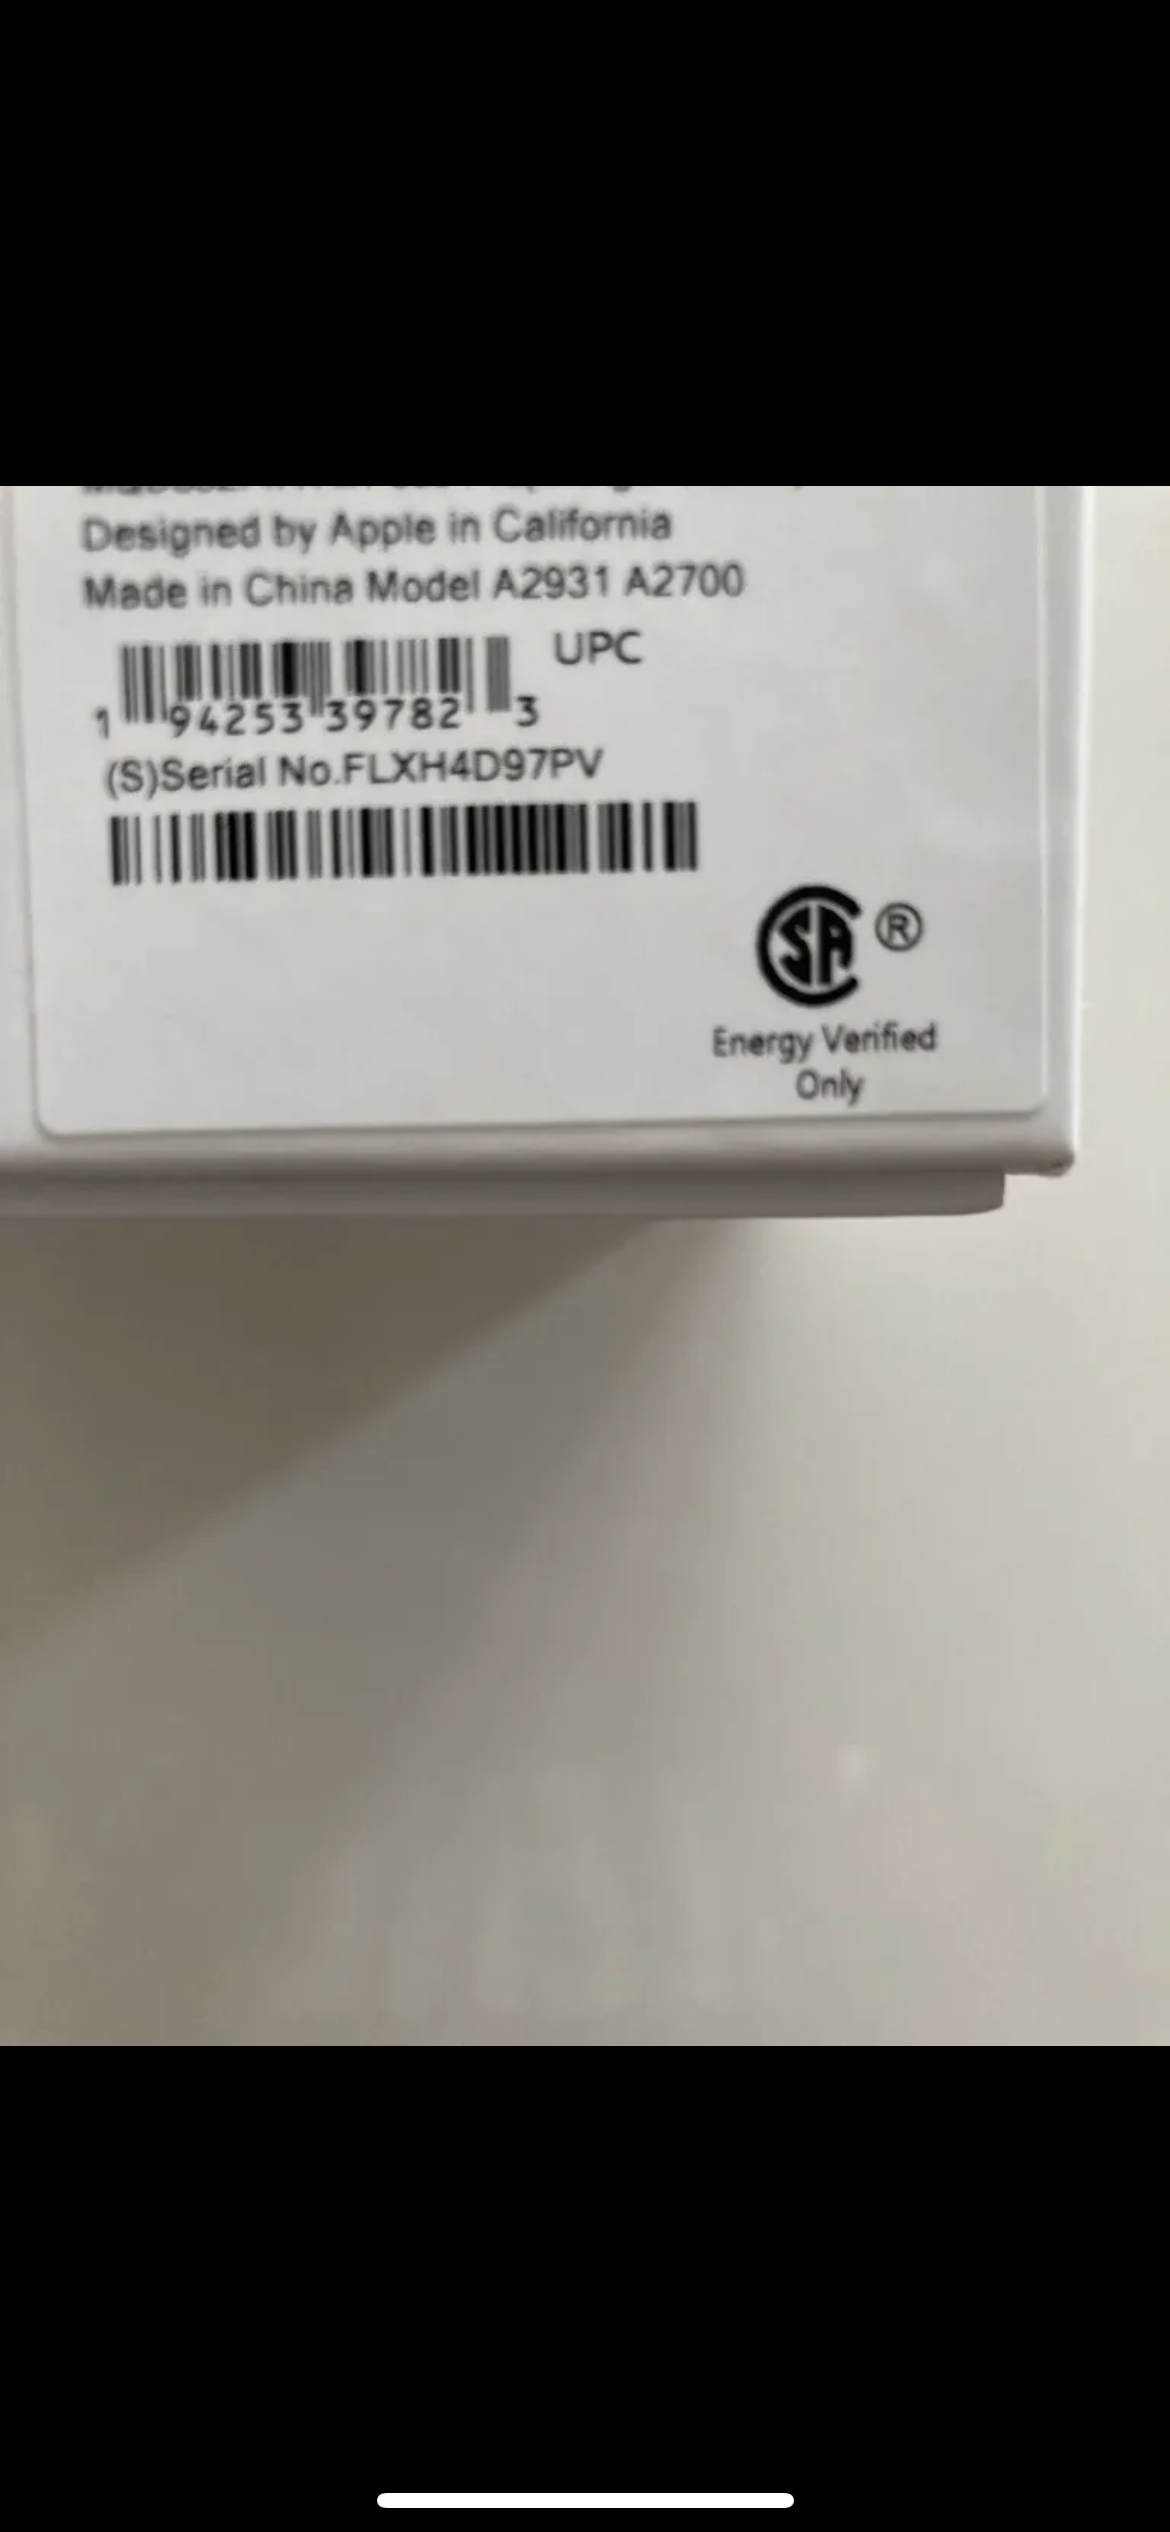 Designed by Apple in California
Made in China Model A2931 A2700
UPC
1 94253 39782 3
(S)Serial No.FLXH4D97PV
SA ®
Energy Verified
Only